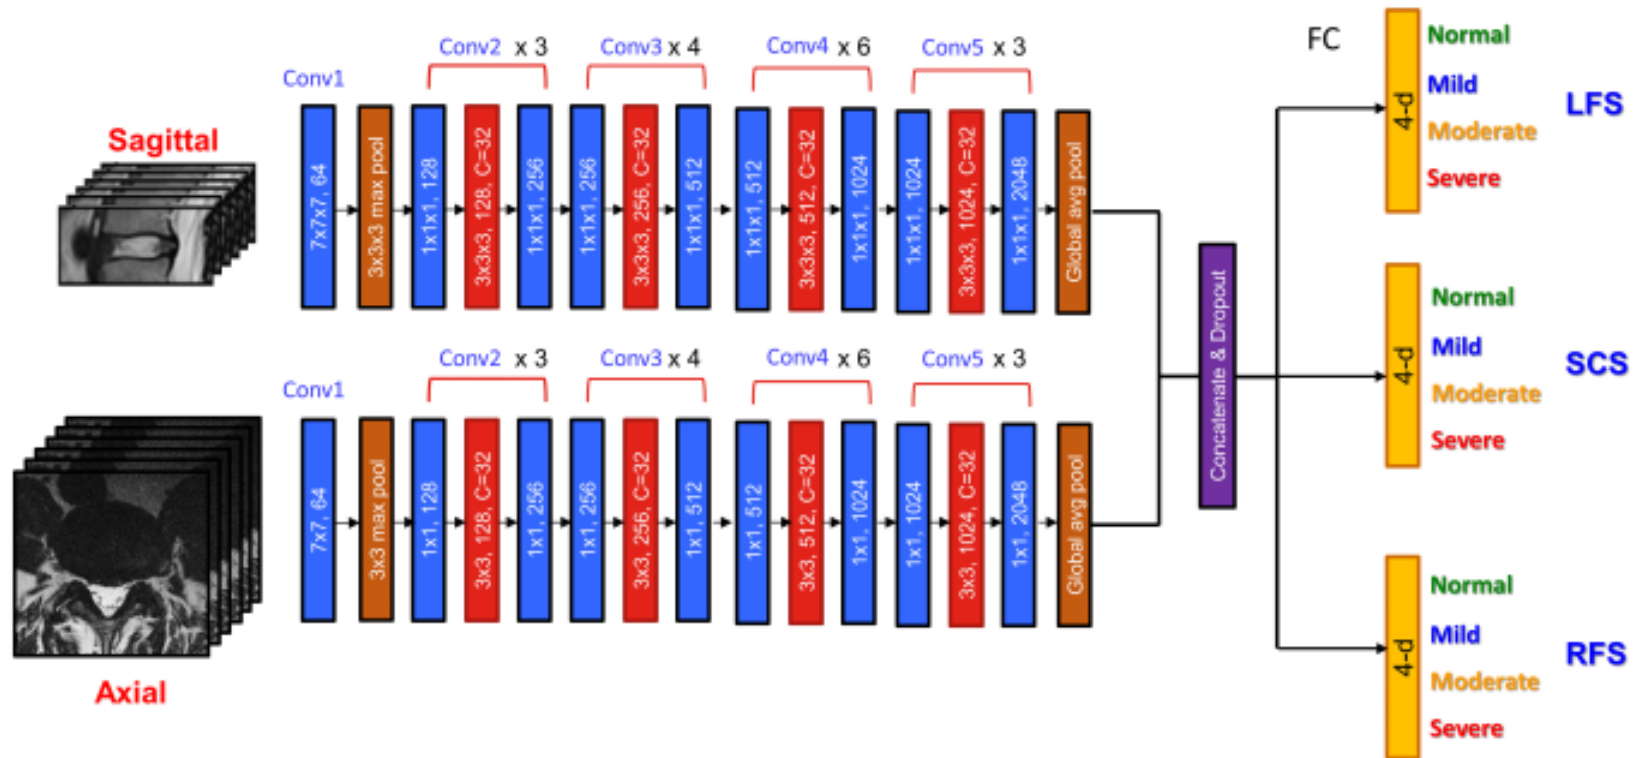 Sagittal
Conv1
Conv2 x 3
Conv3 x 4
Conv4 x 6
Conv5 x 3
7x7x7, 64
3x3x3 max pool
1x1x1, 128
3x3x3, 128, C=32
1x1x1, 256
1x1x1, 256
3x3x3, 256, C=32
1x1x1, 512
1x1x1, 512
3x3x3, 512, C=32
1x1x1, 1024
1x1x1, 1024
3x3x3, 1024, C=32
1x1x1, 2048
Global avg pool
Axial
Conv1
Conv2 x 3
Conv3 x 4
Conv4 x 6
Conv5 x 3
7x7, 64
3x3 max pool
1x1, 128
3x3, 128, C=32
1x1, 256
1x1, 256
3x3, 256, C=32
1x1, 512
1x1, 512
3x3, 512, C=32
1x1, 1024
1x1, 1024
3x3, 1024, C=32
1x1, 2048
Global avg pool
Concatenate & Dropout
FC
4-d
Normal
Mild
Moderate
Severe
LFS
4-d
Normal
Mild
Moderate
Severe
SCS
4-d
Normal
Mild
Moderate
Severe
RFS